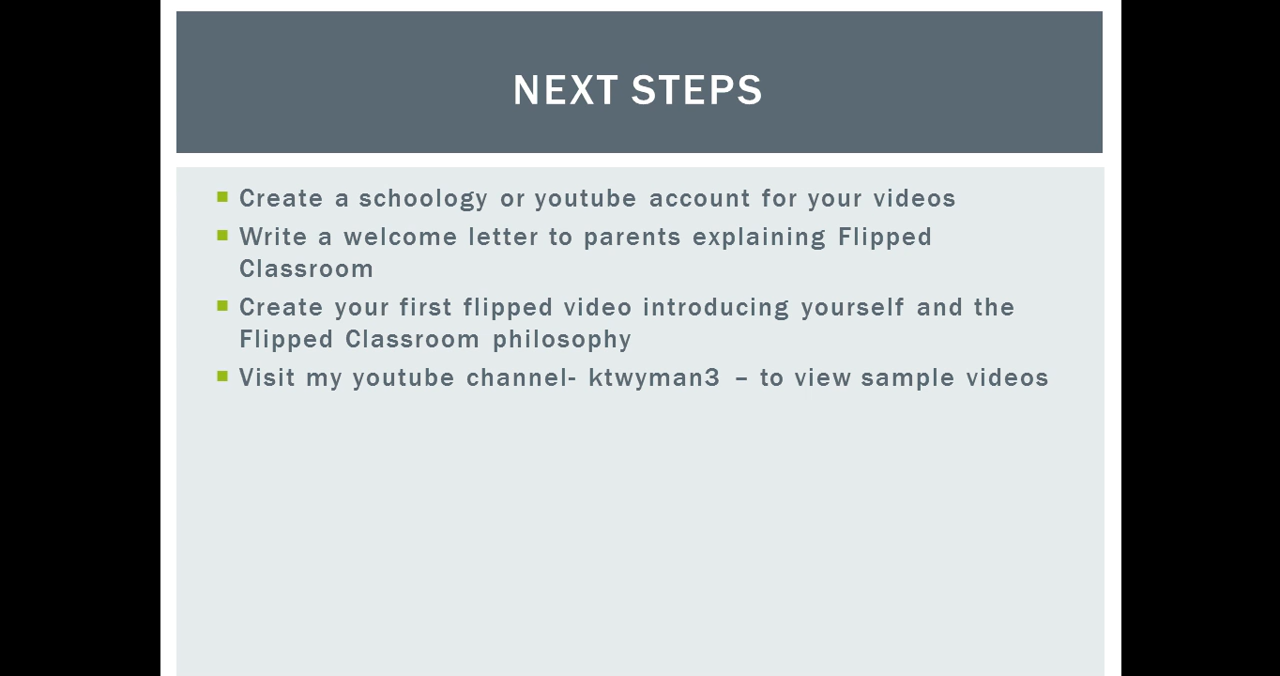 NEXT STEPS
Create a schoology or youtube account for your videos
Write a welcome letter to parents explaining Flipped
Classroom
Create your first flipped video introducing yourself and the
Flipped Classroom philosophy
Visit my youtube channel- ktwyman3 – to view sample videos